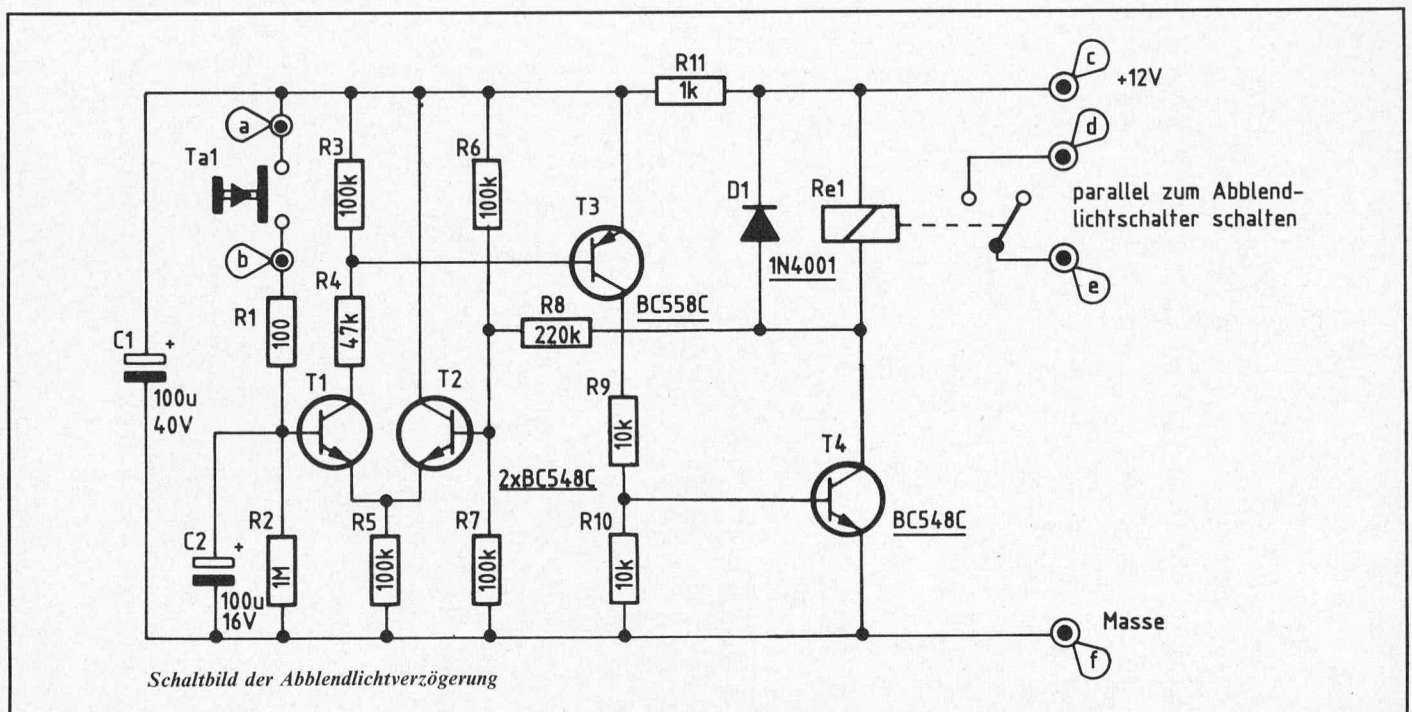 R11
1k
c
+12V
a
Ta1
R3
100k
R6
100k
d
D1
Re1
parallel zum Abblend-
lichtschalter schalten
T3
b
R4
47k
1N4001
e
BC558C
R1
100
R8
220k
C1
+
100u
40V
T1
T2
R9
10k
T4
2xBC548C
BC548C
C2
+
100u
16V
R2
1M
R5
100k
R7
100k
R10
10k
Masse
f
Schaltbild der Abblendlichtverzögerung